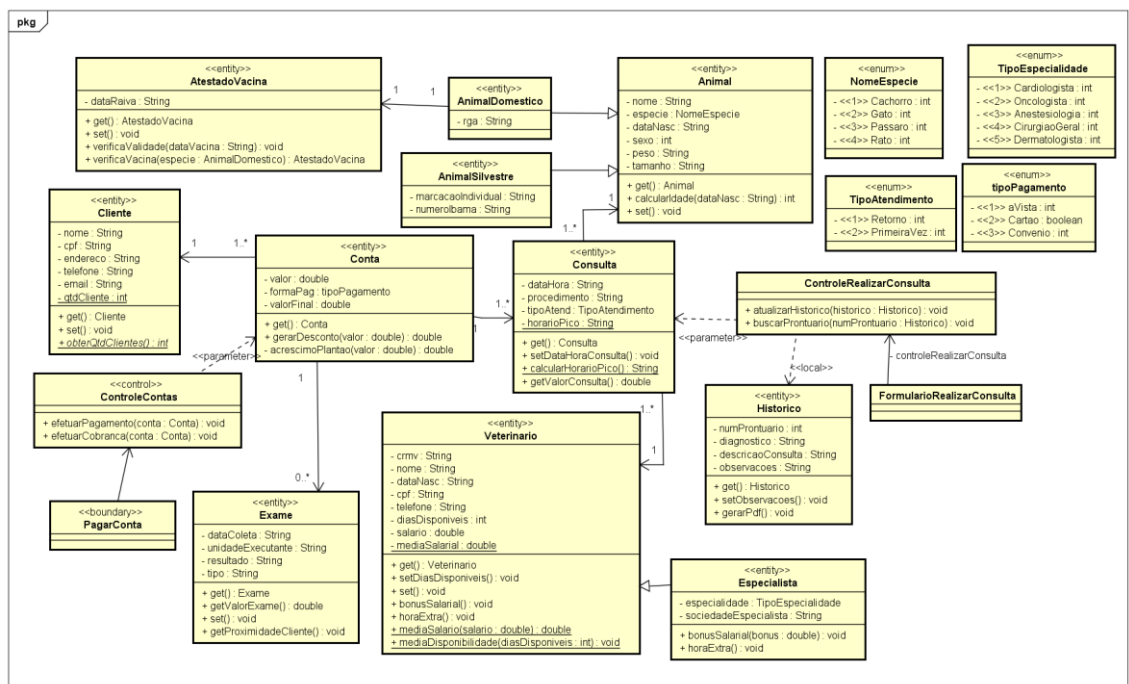 pkg
<<entity>>
AtestadoVacina
- dataRaiva : String
+ get() : AtestadoVacina
+ set() : void
+ verificaValidade(dataVacina : String) : void
+ verificaVacina(especie : AnimalDomestico) : AtestadoVacina
1
1
<<entity>>
AnimalDomestico
- rga : String
<<entity>>
AnimalSilvestre
- marcacaoIndividual : String
- numeroIbama : String
<<entity>>
Animal
- nome : String
- especie : NomeEspecie
- dataNasc : String
- sexo : int
- peso : String
- tamanho : String
+ get() : Animal
+ calcularIdade(dataNasc : String) : int
+ set() : void
<<enum>>
NomeEspecie
- <<1>> Cachorro : int
- <<2>> Gato : int
- <<3>> Passaro : int
- <<4>> Rato : int
<<enum>>
TipoEspecialidade
- <<1>> Cardiologista : int
- <<2>> Oncologista : int
- <<3>> Anestesiologia : int
- <<4>> CirurgiaoGeral : int
- <<5>> Dermatologista : int
<<enum>>
TipoAtendimento
- <<1>> Retorno : int
- <<2>> PrimeiraVez : int
<<enum>>
tipoPagamento
- <<1>> aVista : int
- <<2>> Cartao : boolean
- <<3>> Convenio : int
<<entity>>
Cliente
- nome : String
- cpf : String
- endereco : String
- telefone : String
- email : String
- qtdCliente : int
+ get() : Cliente
+ set() : void
+ obterQtdClientes() : int
1
1..*
<<entity>>
Conta
- valor : double
- formaPag : tipoPagamento
- valorFinal : double
+ get() : Conta
+ gerarDesconto(valor : double) : double
- acrescimoPlantao(valor : double) : double
1
1..*
1..*
1
<<entity>>
Consulta
- dataHora : String
- procedimento : String
- tipoAtend : TipoAtendimento
- horarioPico : String
+ get() : Consulta
+ setDataHoraConsulta() : void
+ calcularHorarioPico() : String
+ getValorConsulta() : double
ControleRealizarConsulta
+ atualizarHistorico(historico : Historico) : void
+ buscarProntuario(numProntuario : Historico) : void
<<parameter>>
- controleRealizarConsulta
<<local>>
FormularioRealizarConsulta
<<parameter>>
<<control>>
ControleContas
+ efetuarPagamento(conta : Conta) : void
+ efetuarCobranca(conta : Conta) : void
1
0..*
<<boundary>>
PagarConta
<<entity>>
Exame
- dataColeta : String
- unidadeExecutante : String
- resultado : String
- tipo : String
+ get() : Exame
+ getValorExame() : double
+ set() : void
+ getProximidadeCliente() : void
1..*
1
<<entity>>
Veterinario
- crmv : String
- nome : String
- dataNasc : String
- cpf : String
- telefone : String
- diasDisponiveis : int
- salario : double
- mediaSalarial : double
+ get() : Veterinario
+ setDiasDisponiveis() : void
+ set() : void
+ bonusSalarial() : void
+ horaExtra() : void
+ mediaSalario(salario : double) : double
+ mediaDisponibilidade(diasDisponiveis : int) : void
<<entity>>
Historico
- numProntuario : int
- diagnostico : String
- descricaoConsulta : String
- observacoes : String
+ get() : Historico
+ setObservacoes() : void
+ gerarPdf() : void
<<entity>>
Especialista
- especialidade : TipoEspecialidade
- sociedadeEspecialista : String
+ bonusSalarial(bonus : double) : void
+ horaExtra() : void